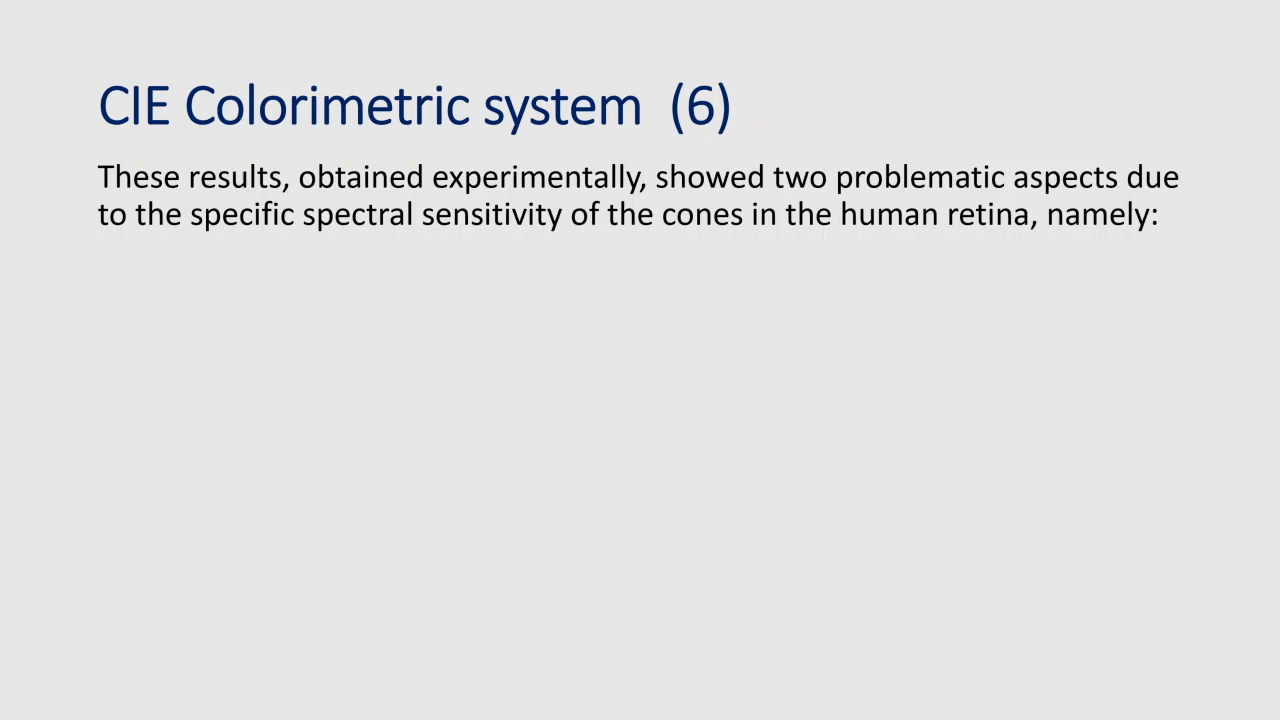 CIE Colorimetric system (6)
These results, obtained experimentally, showed two problematic aspects due
to the specific spectral sensitivity of the cones in the human retina, namely: